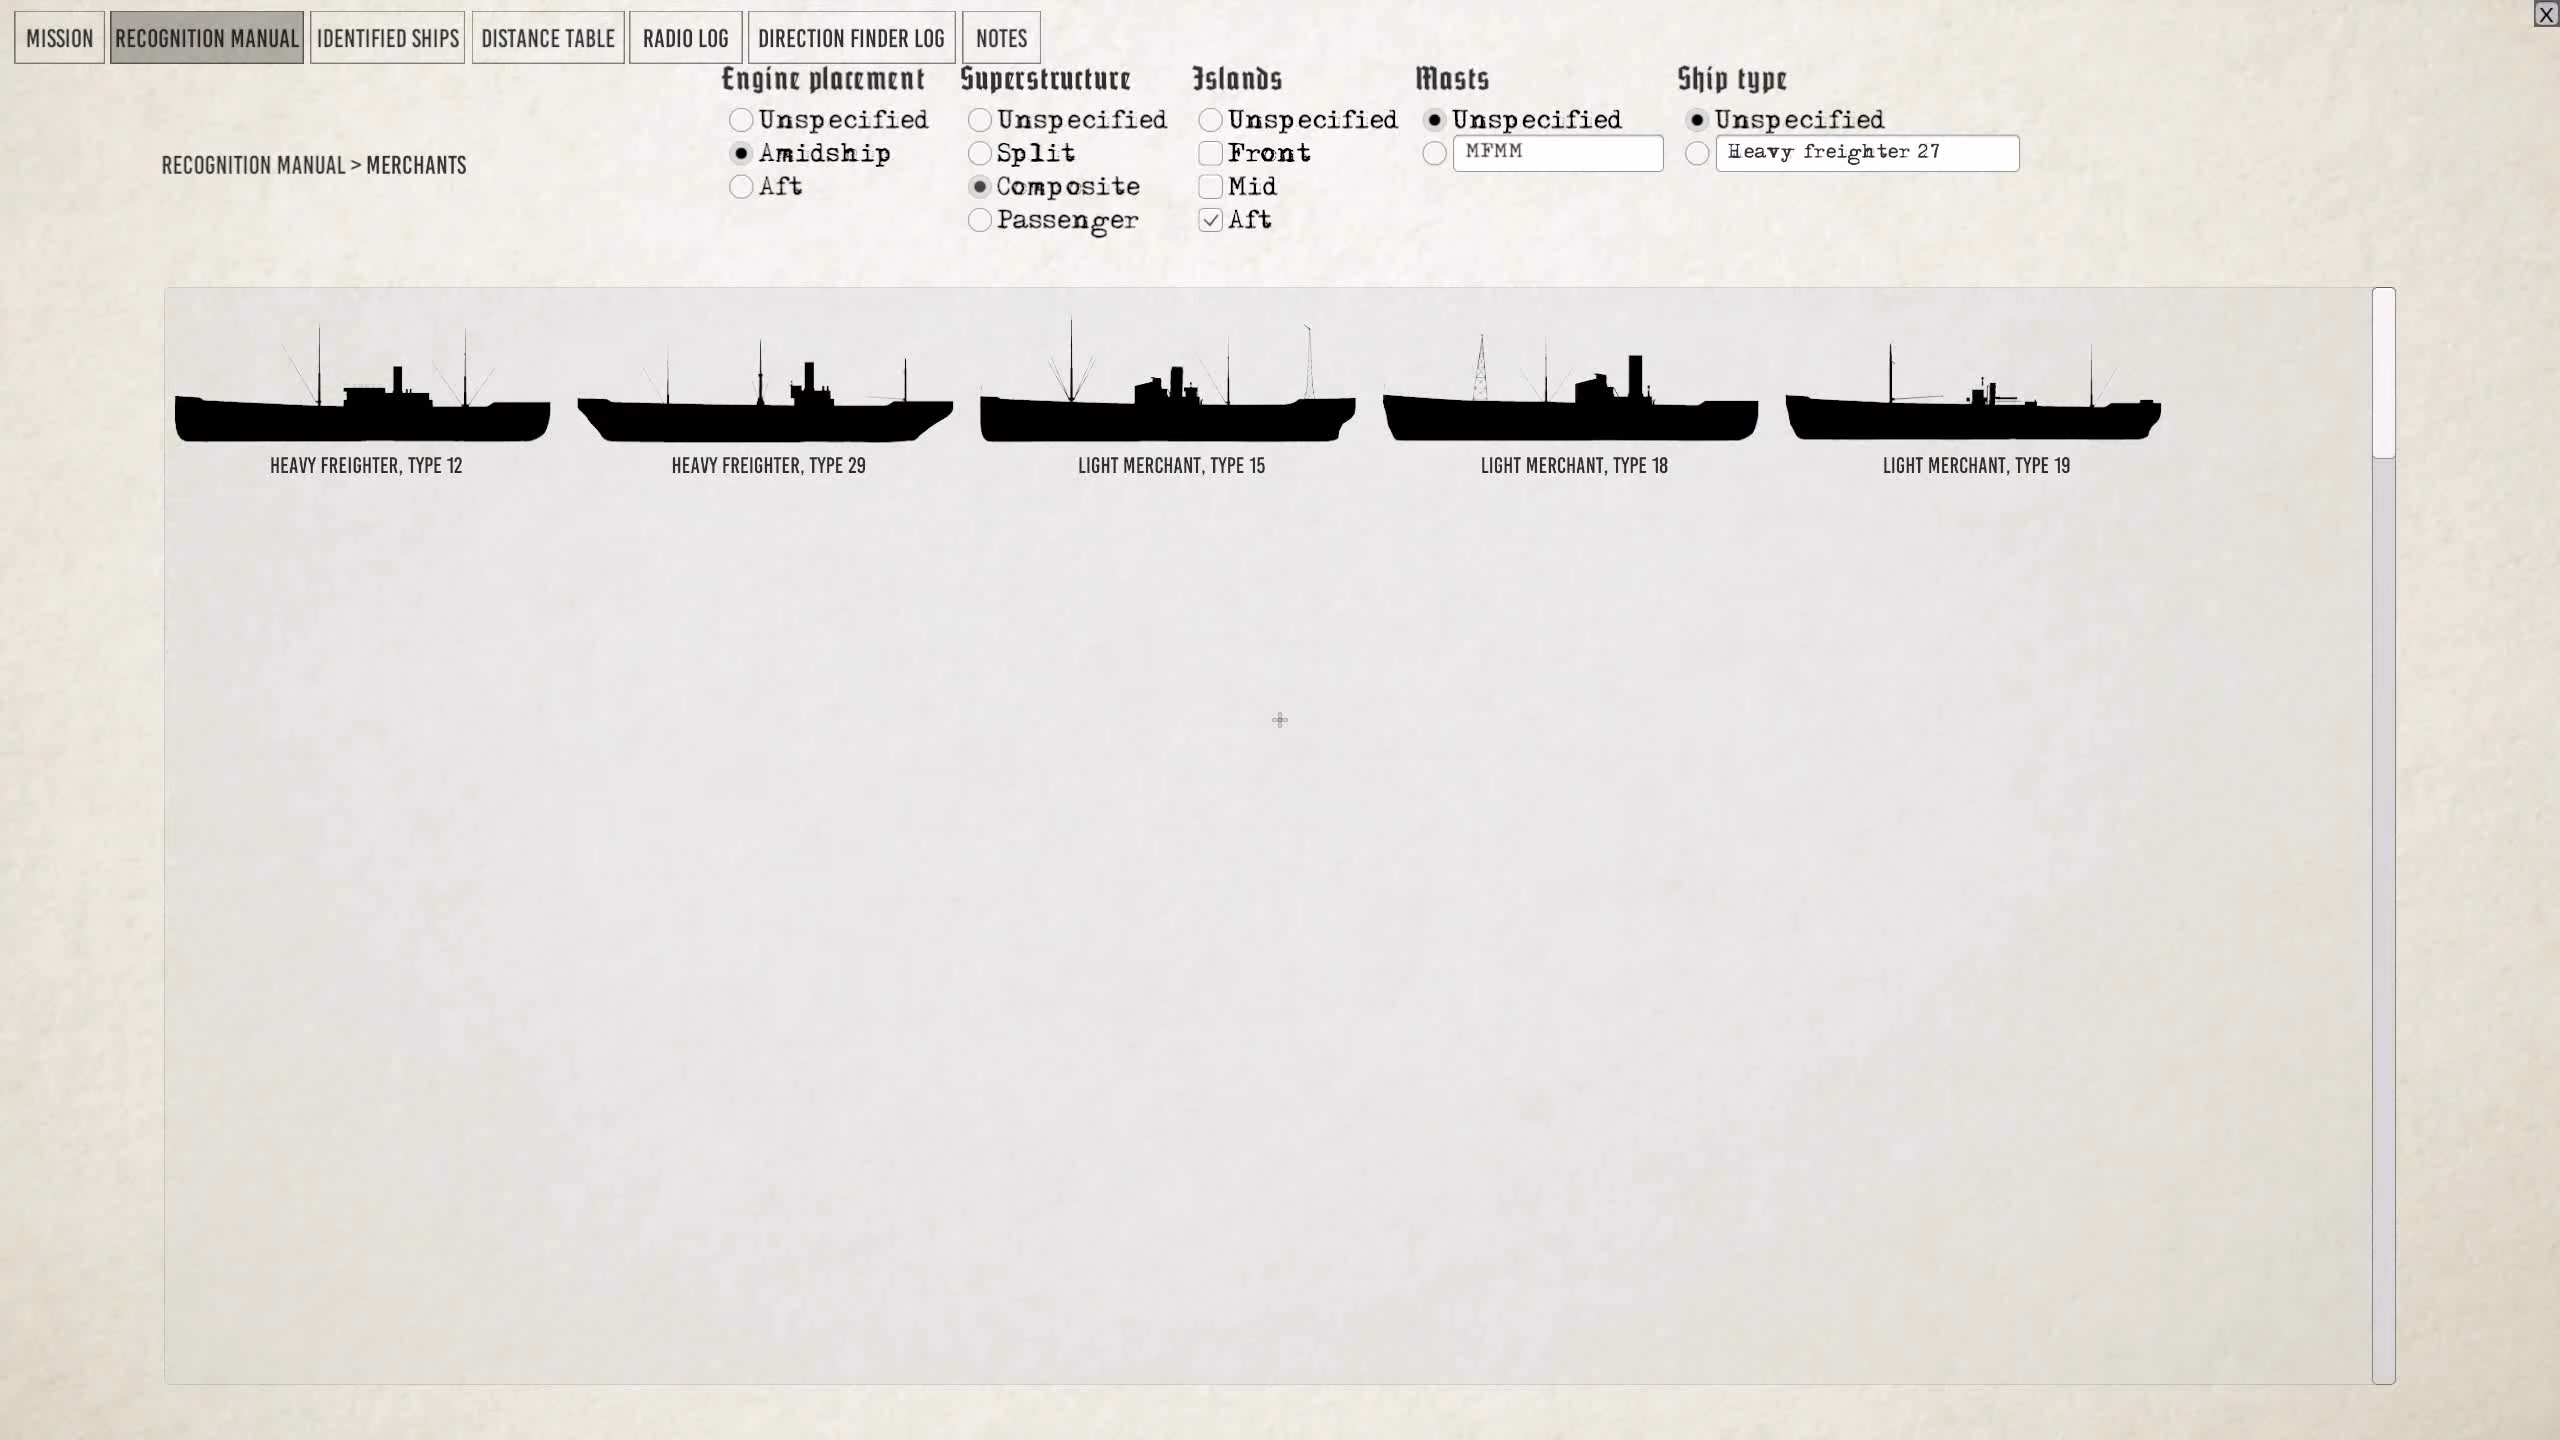 MISSION RECOGNITION MANUAL IDENTIFIED SHIPS DISTANCE TABLE RADIO LOG DIRECTION FINDER LOG NOTES X
Engine placement Superstructure Islands Masts Ship type
Unspecified Unspecified Unspecified Unspecified Unspecified
RECOGNITION MANUAL > MERCHANTS Amidship Split Front MFMM Heavy freighter 27
Aft Composite Mid
Passenger Aft
HEAVY FREIGHTER, TYPE 12 HEAVY FREIGHTER, TYPE 29 LIGHT MERCHANT, TYPE 15 LIGHT MERCHANT, TYPE 18 LIGHT MERCHANT, TYPE 19